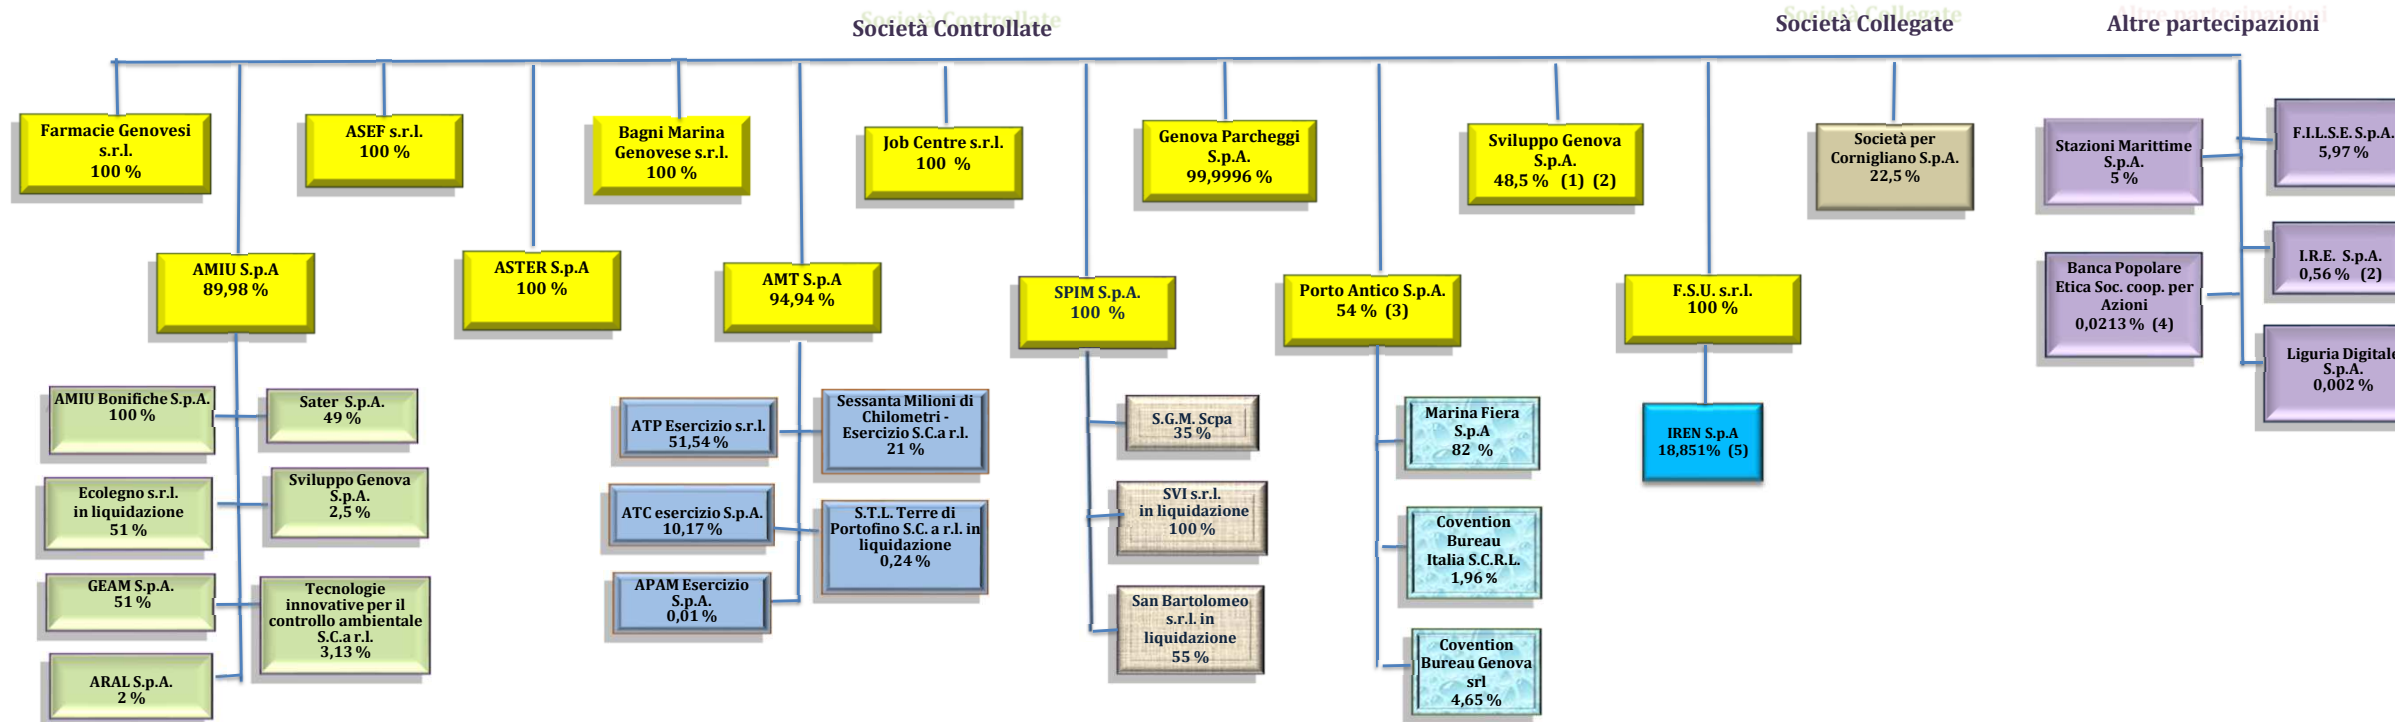 Società Controllate
Società Collegate
Altre partecipazioni
Farmacie Genovesi
s.r.l.
100 %
ASEF s.r.l.
100 %
Bagni Marina
Genovese s.r.l.
100 %
Job Centre s.r.l.
100 %
Genova Parcheggi
S.p.A.
99,9996 %
Sviluppo Genova
S.p.A.
48,5 % (1) (2)
Società per
Cornigliano S.p.A.
22,5 %
Stazioni Marittime
S.p.A.
5 %
F.I.L.S.E. S.p.A.
5,97 %
AMIU S.p.A
89,98 %
ASTER S.p.A
100 %
AMT S.p.A
94,94 %
SPIM S.p.A.
100 %
Porto Antico S.p.A.
54 % (3)
F.S.U. s.r.l.
100 %
Banca Popolare
Etica Soc. coop. per
Azioni
0,0213 % (4)
I.R.E. S.p.A.
0,56 % (2)
Liguria Digitale
S.p.A.
0,002 %
AMIU Bonifiche S.p.A.
100 %
Sater S.p.A.
49 %
Ecolegno s.r.l.
in liquidazione
51 %
Sviluppo Genova
S.p.A.
2,5 %
GEAM S.p.A.
51 %
Tecnologie
innovative per il
controllo ambientale
S.C.a r.l.
3,13 %
ARAL S.p.A.
2 %
ATP Esercizio s.r.l.
51,54 %
Sessanta Milioni di
Chilometri -
Esercizio S.C.a r.l.
21 %
ATC esercizio S.p.A.
10,17 %
S.T.L. Terre di
Portofino S.C. a r.l. in
liquidazione
0,24 %
APAM Esercizio
S.p.A.
0,01 %
S.G.M. Scpa
35 %
SVI s.r.l.
in liquidazione
100 %
San Bartolomeo
s.r.l. in
liquidazione
55 %
Marina Fiera
S.p.A
82 %
Covention
Bureau
Italia S.C.R.L.
1,96 %
Covention
Bureau Genova
srl
4,65 %
IREN S.p.A
18,851% (5)